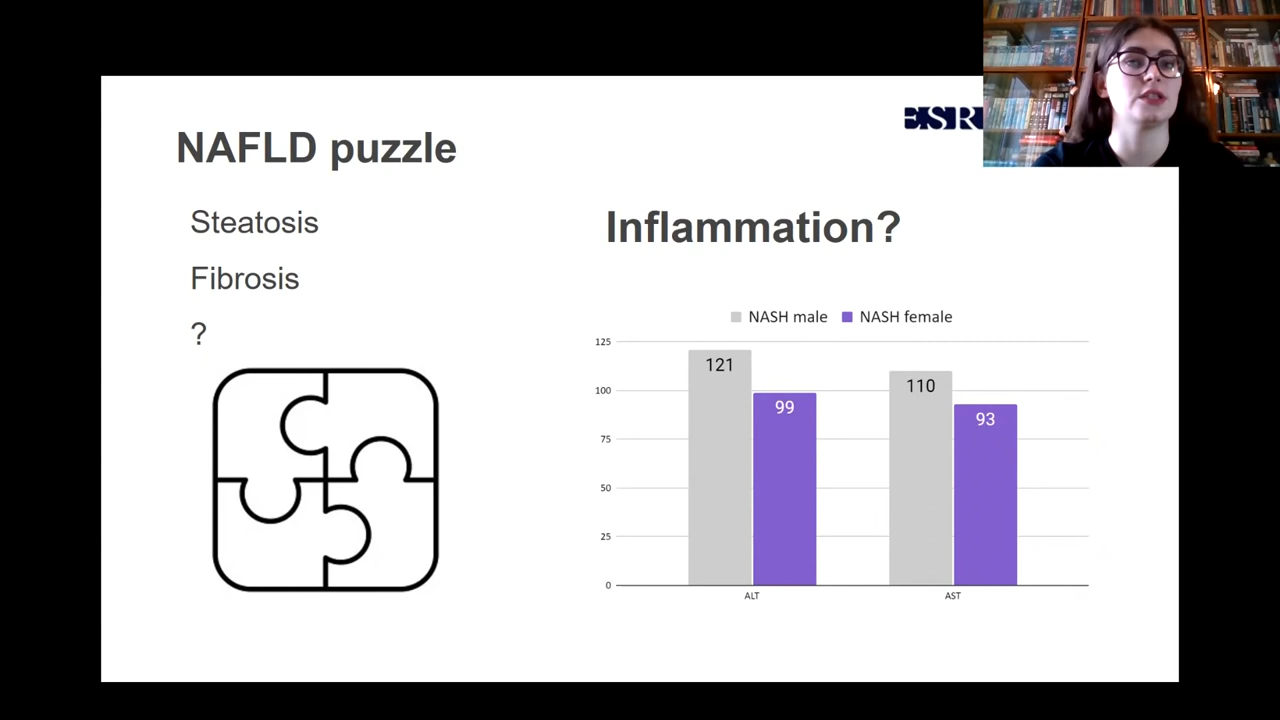 NAFLD puzzle
ESR
Steatosis
Fibrosis
?
Inflammation?
NASH male NASH female
125
100
75
50
25
0
121
99
110
93
ALT
AST